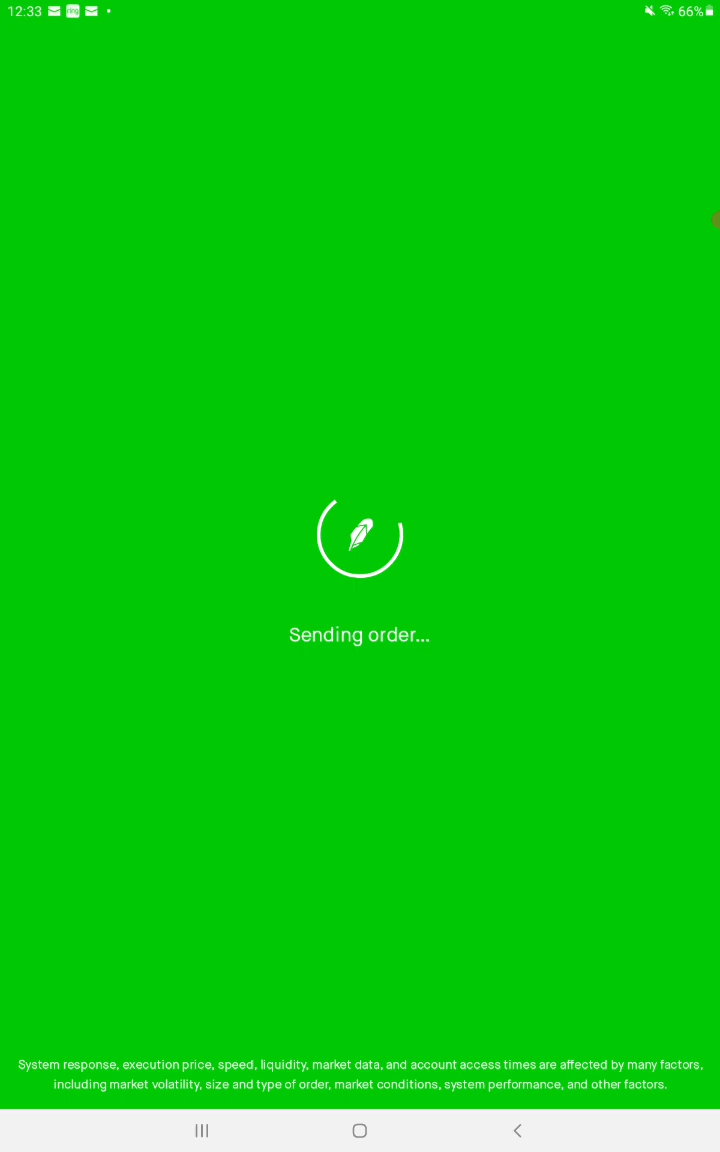 12:33
ring
66%
Sending order...
System response, execution price, speed, liquidity, market data, and account access times are affected by many factors,
including market volatility, size and type of order, market conditions, system performance, and other factors.